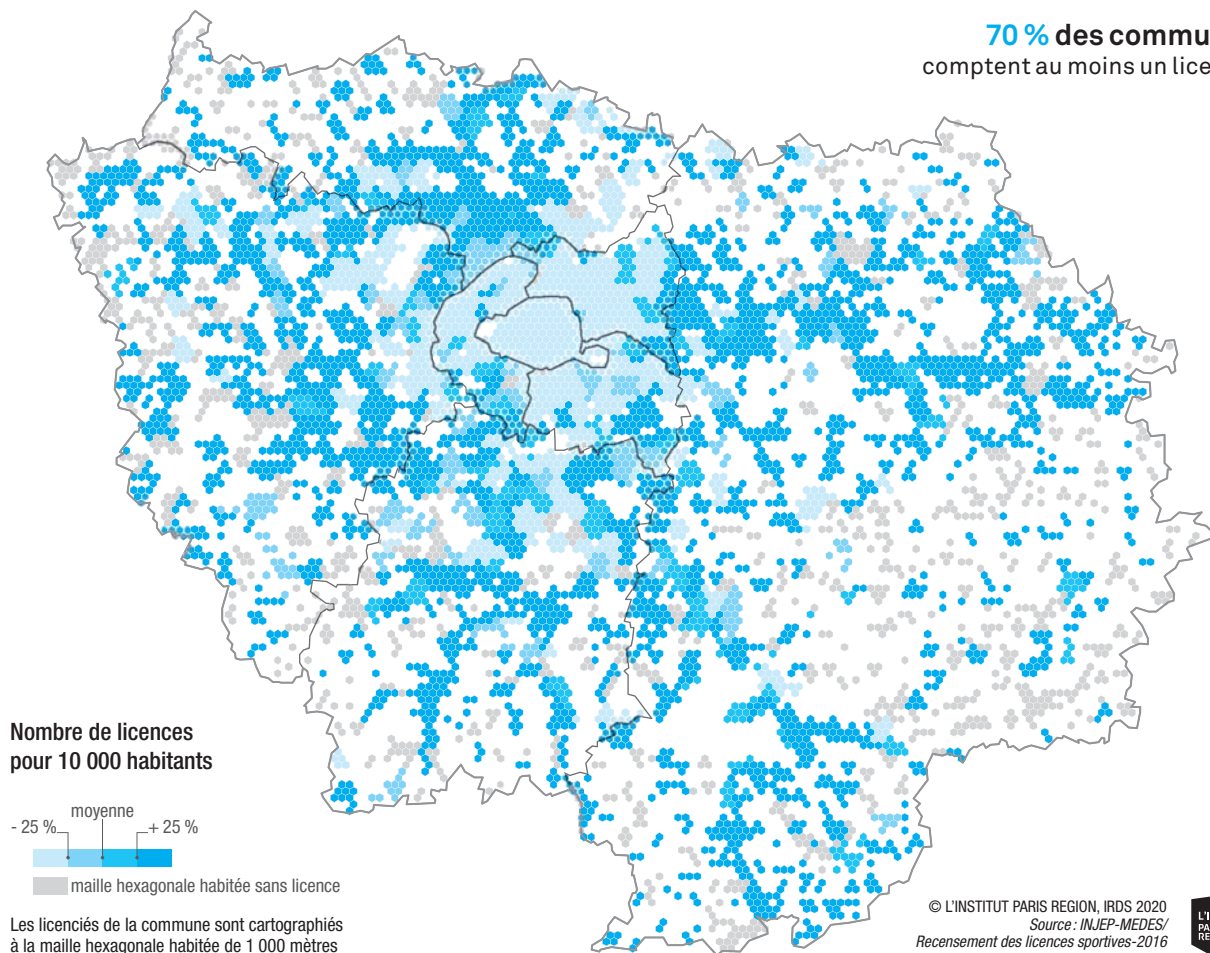 70 % des commu
comptent au moins un lice
Nombre de licences
pour 10 000 habitants
moyenne
- 25 %
+ 25 %
maille hexagonale habitée sans licence
Les licenciés de la commune sont cartographiés
à la maille hexagonale habitée de 1 000 mètres
© L'INSTITUT PARIS REGION, IRDS 2020
Source : INJEP-MEDES/
Recensement des licences sportives-2016
L'I
PA
RE